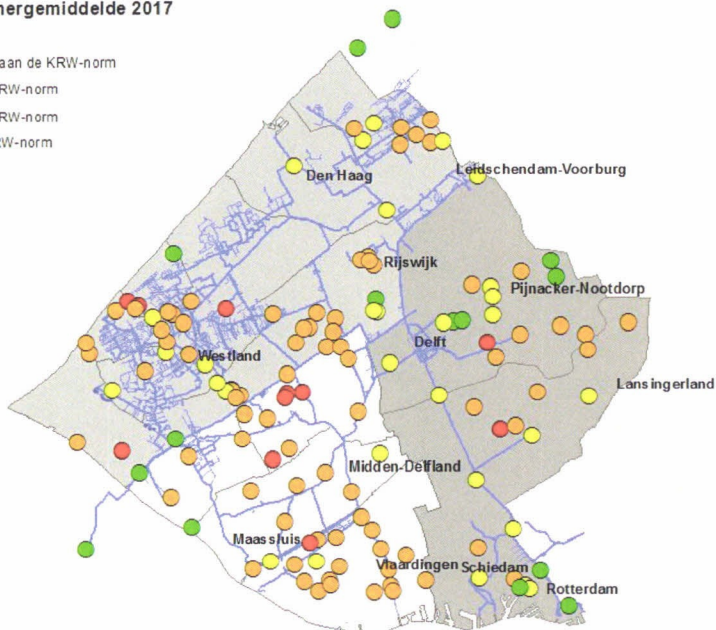 mergemiddelde 2017
aan de KRW-norm
RW-norm
RW-norm
W-norm
Den Haag
Leidschendam-Voorburg
Rijswijk
Pijnacker-Nootdorp
Delft
Westland
Lansingerland
Midden-Delfland
Maassluis
Vlaardingen Schiedam
Rotterdam